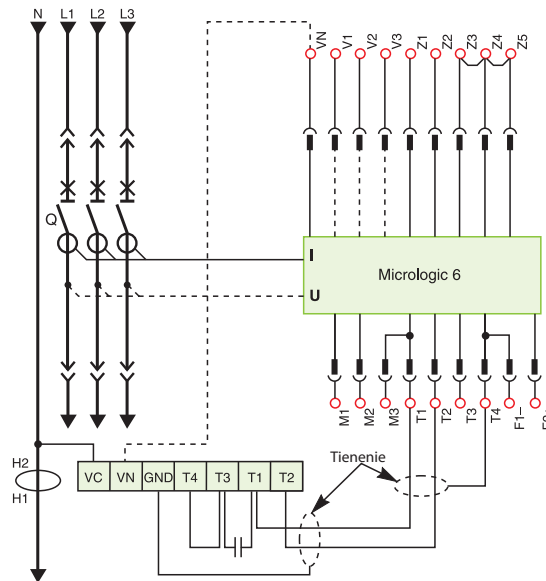 N L1 L2 L3
VN V1 V2 V3 Z1 Z2 Z3 Z4 Z5
Q
I
Micrologic 6
U
M1 M2 M3 T1 T2 T3 T4 F1–
Tienenie
H2
H1
VC VN GND T4 T3 T1 T2